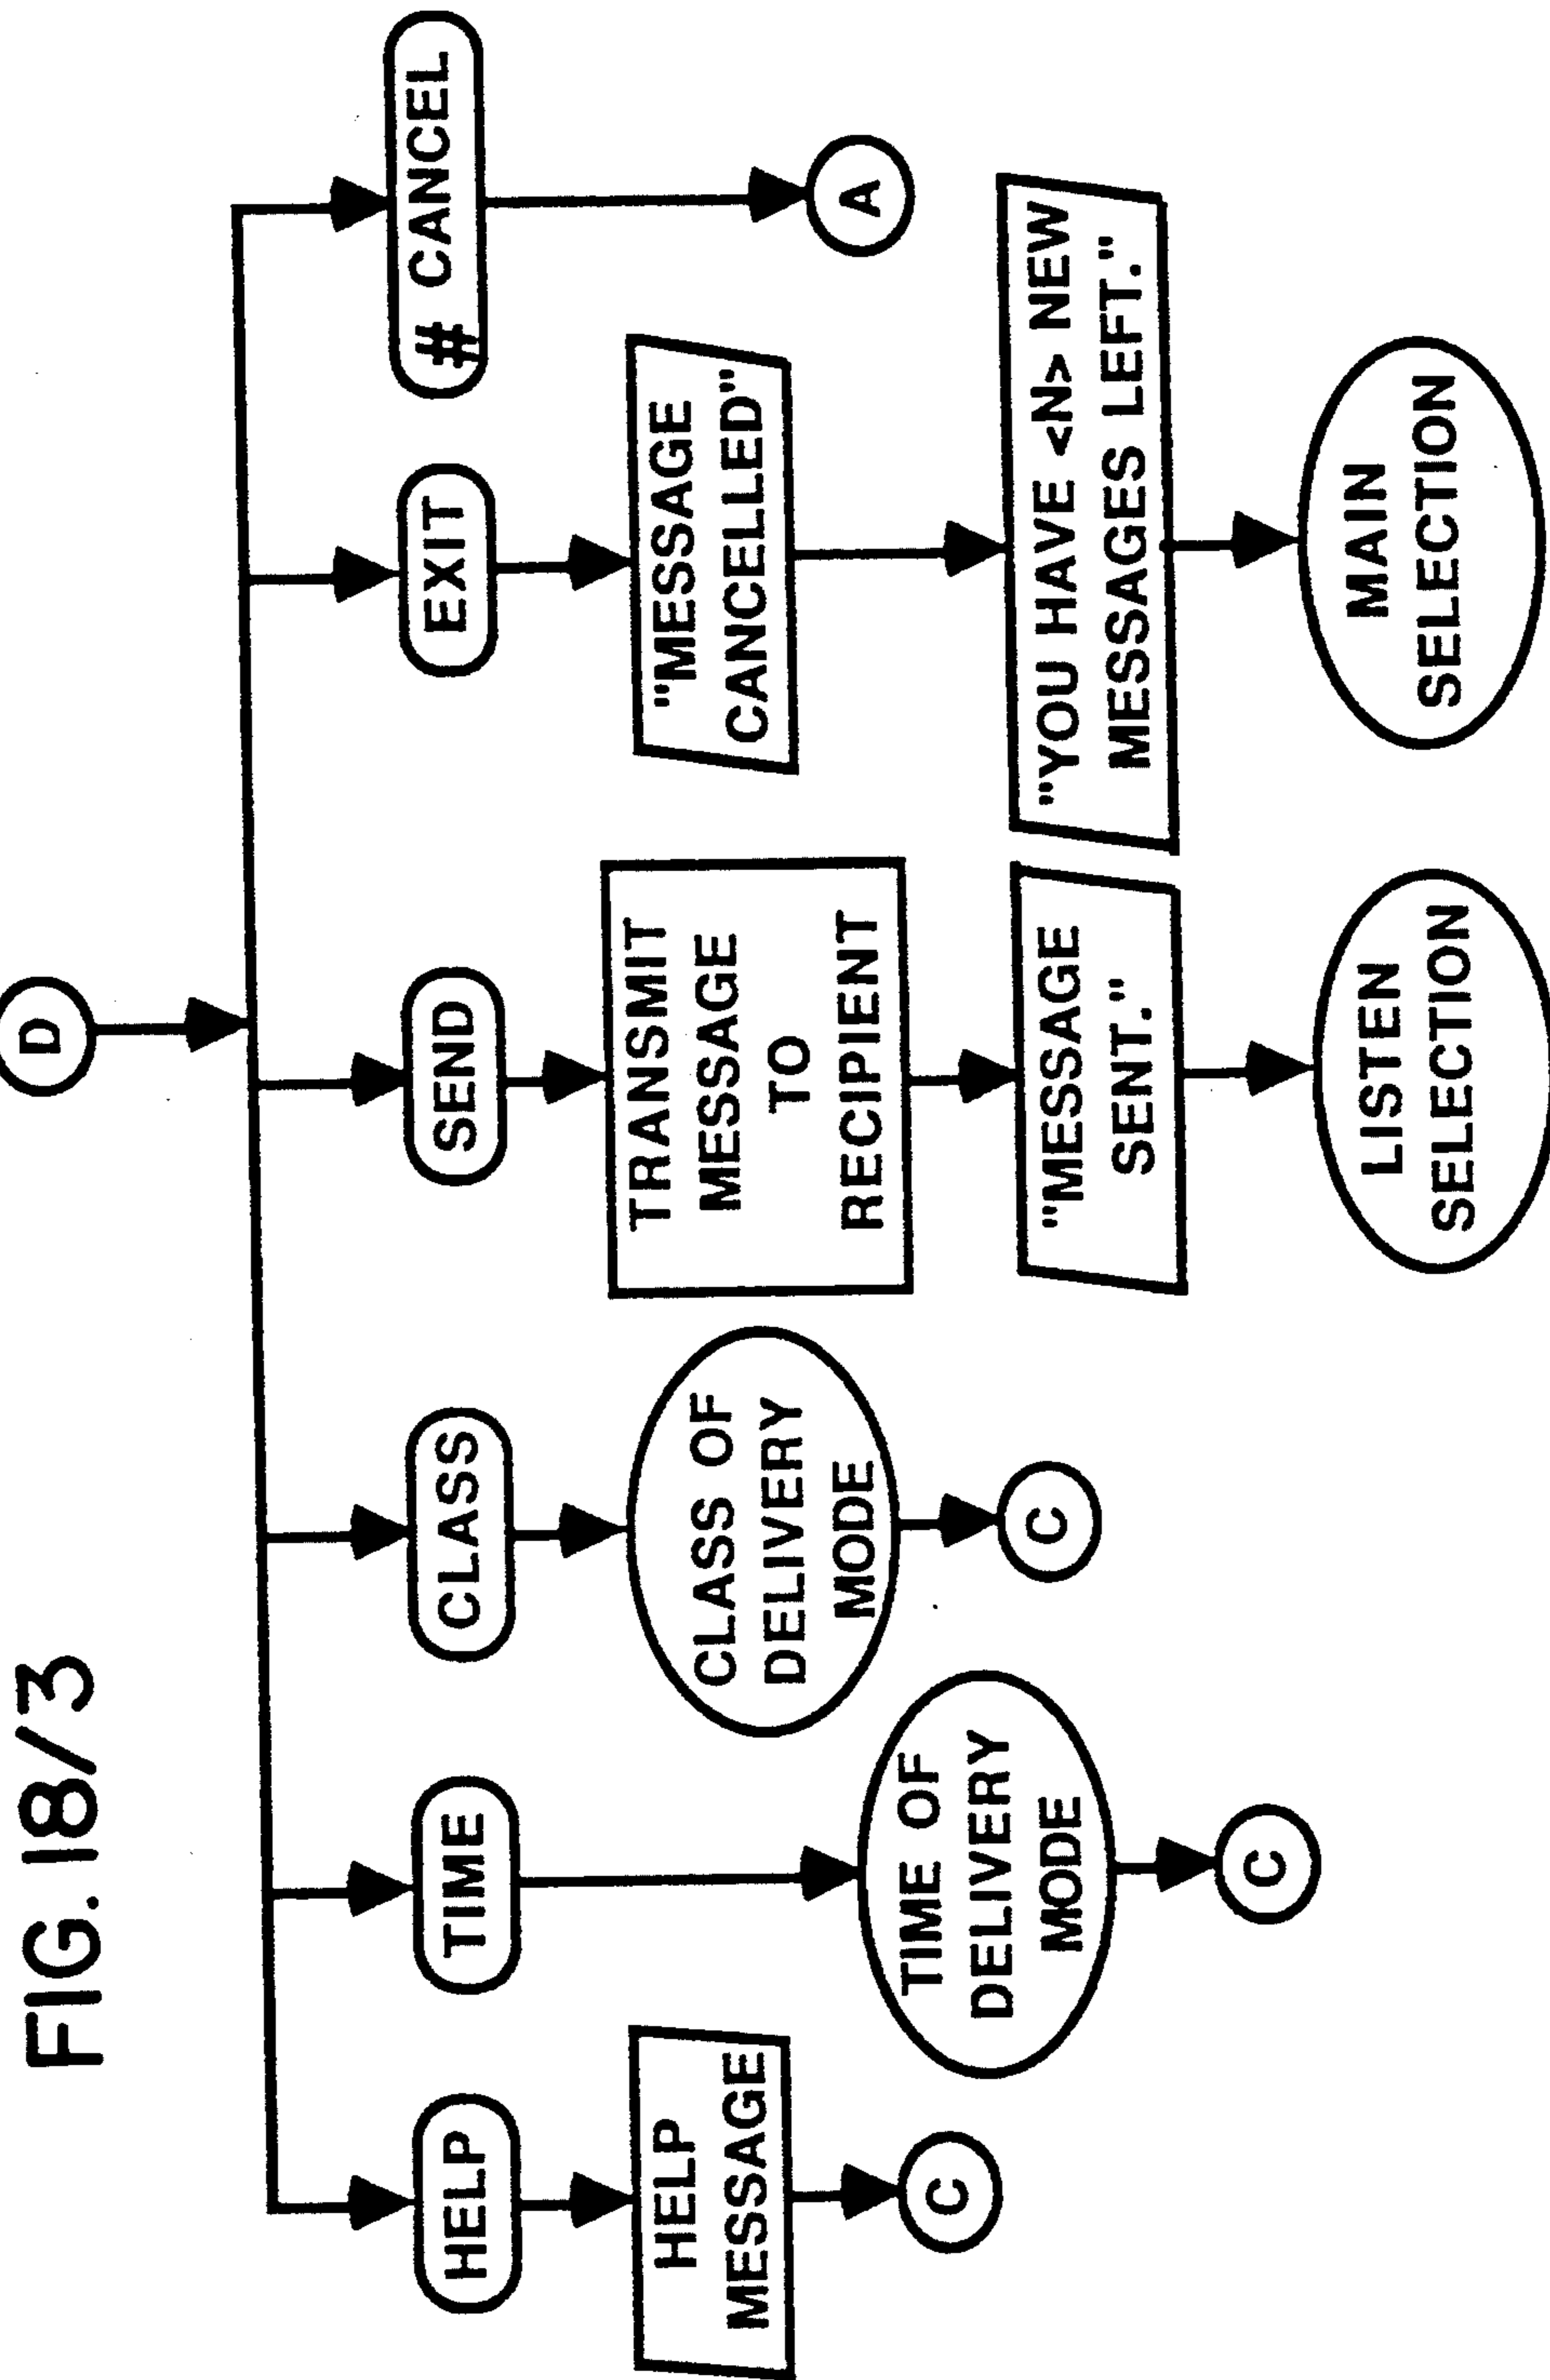 FIG. 18/3
D
HELP
TIME
CLASS
SEND
EXIT
# CANCEL
HELP
MESSAGE
C
TIME OF
DELIVERY
MODE
C
CLASS OF
DELIVERY
MODE
C
TRANSMIT
MESSAGE
TO
RECIPIENT
"MESSAGE
SENT."
LISTEN
SELECTION
"MESSAGE
CANCELLED"
"YOU HAVE <N> NEW
MESSAGES LEFT."
MAIN
SELECTION
A